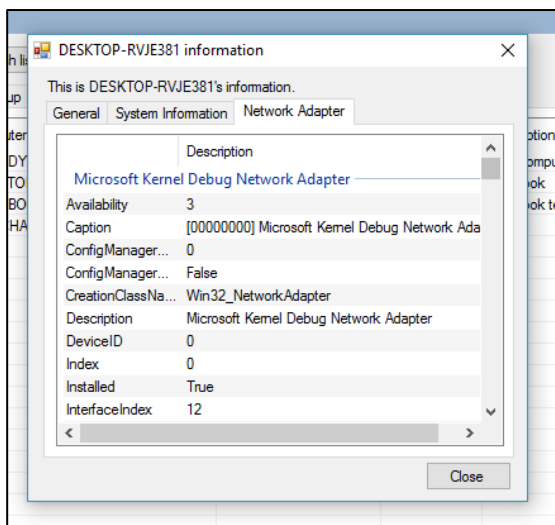 DESKTOP-RVJE381 information
This is DESKTOP-RVJE381's information.
General System Information Network Adapter
Description
Microsoft Kernel Debug Network Adapter
Availability 3
Caption [00000000] Microsoft Kernel Debug Network Ada
ConfigManager... 0
ConfigManager... False
CreationClassNa... Win32_NetworkAdapter
Description Microsoft Kernel Debug Network Adapter
DeviceID 0
Index 0
Installed True
InterfaceIndex 12
Close